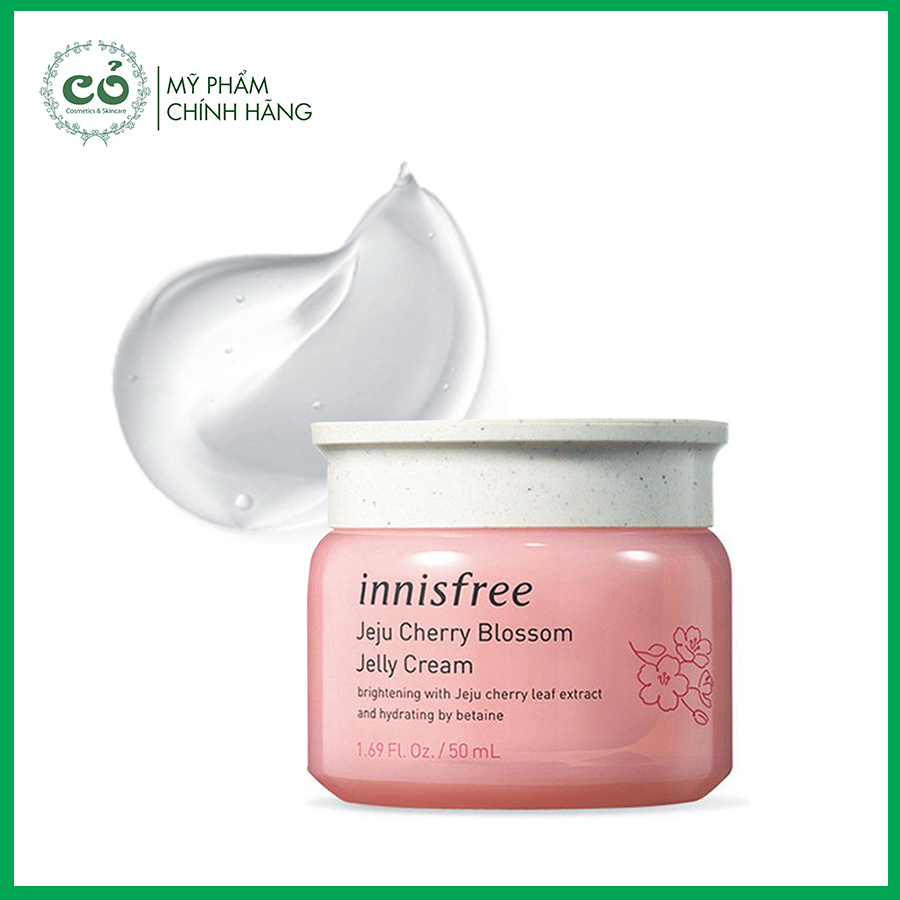 CỎ
Cosmetics & Skincare
MỸ PHẨM
CHÍNH HÃNG
innisfree
Jeju Cherry Blossom
Jelly Cream
brightening with Jeju cherry leaf extract
and hydrating by betaine
1.69 Fl. Oz. / 50 mL